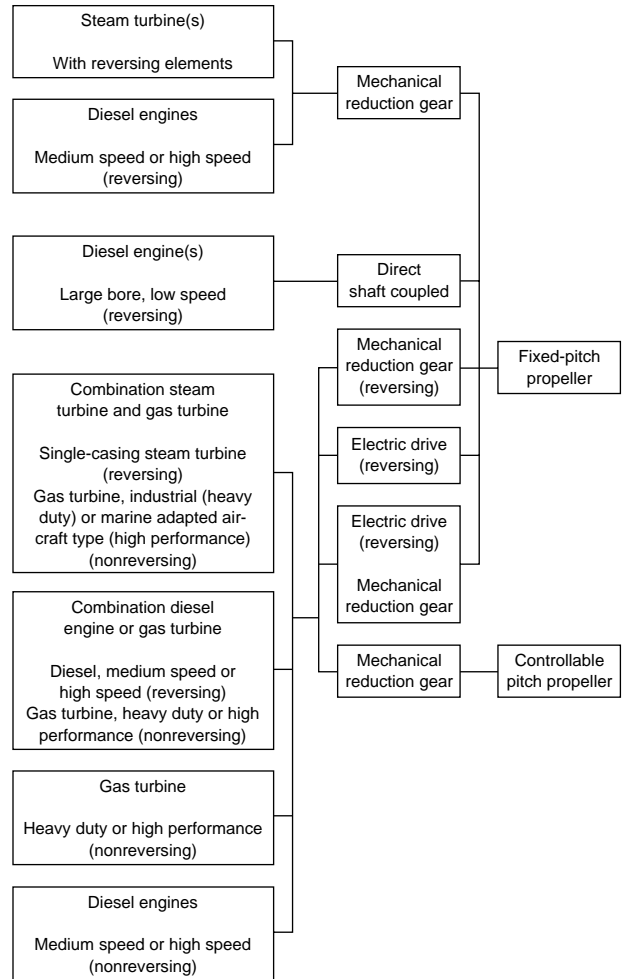 Steam turbine(s)
With reversing elements
Diesel engines
Medium speed or high speed
(reversing)
Diesel engine(s)
Large bore, low speed
(reversing)
Combination steam
turbine and gas turbine
Single-casing steam turbine
(reversing)
Gas turbine, industrial (heavy
duty) or marine adapted air-
craft type (high performance)
(nonreversing)
Combination diesel
engine or gas turbine
Diesel, medium speed or
high speed (reversing)
Gas turbine, heavy duty or high
performance (nonreversing)
Gas turbine
Heavy duty or high performance
(nonreversing)
Diesel engines
Medium speed or high speed
(nonreversing)
Mechanical
reduction gear
Direct
shaft coupled
Mechanical
reduction gear
(reversing)
Electric drive
(reversing)
Electric drive
(reversing)
Mechanical
reduction gear
Mechanical
reduction gear
Fixed-pitch
propeller
Controllable
pitch propeller